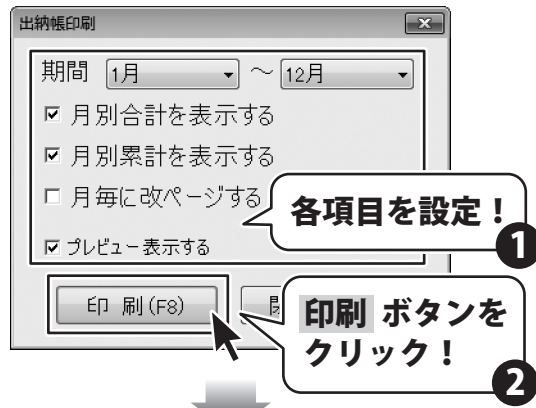 出納帳印刷
期間 1月 ～ 12月
月別合計を表示する
月別累計を表示する
月毎に改ページする
プレビュー表示する
各項目を設定！
1
印 刷(F8)
印刷 ボタンを
クリック！
2